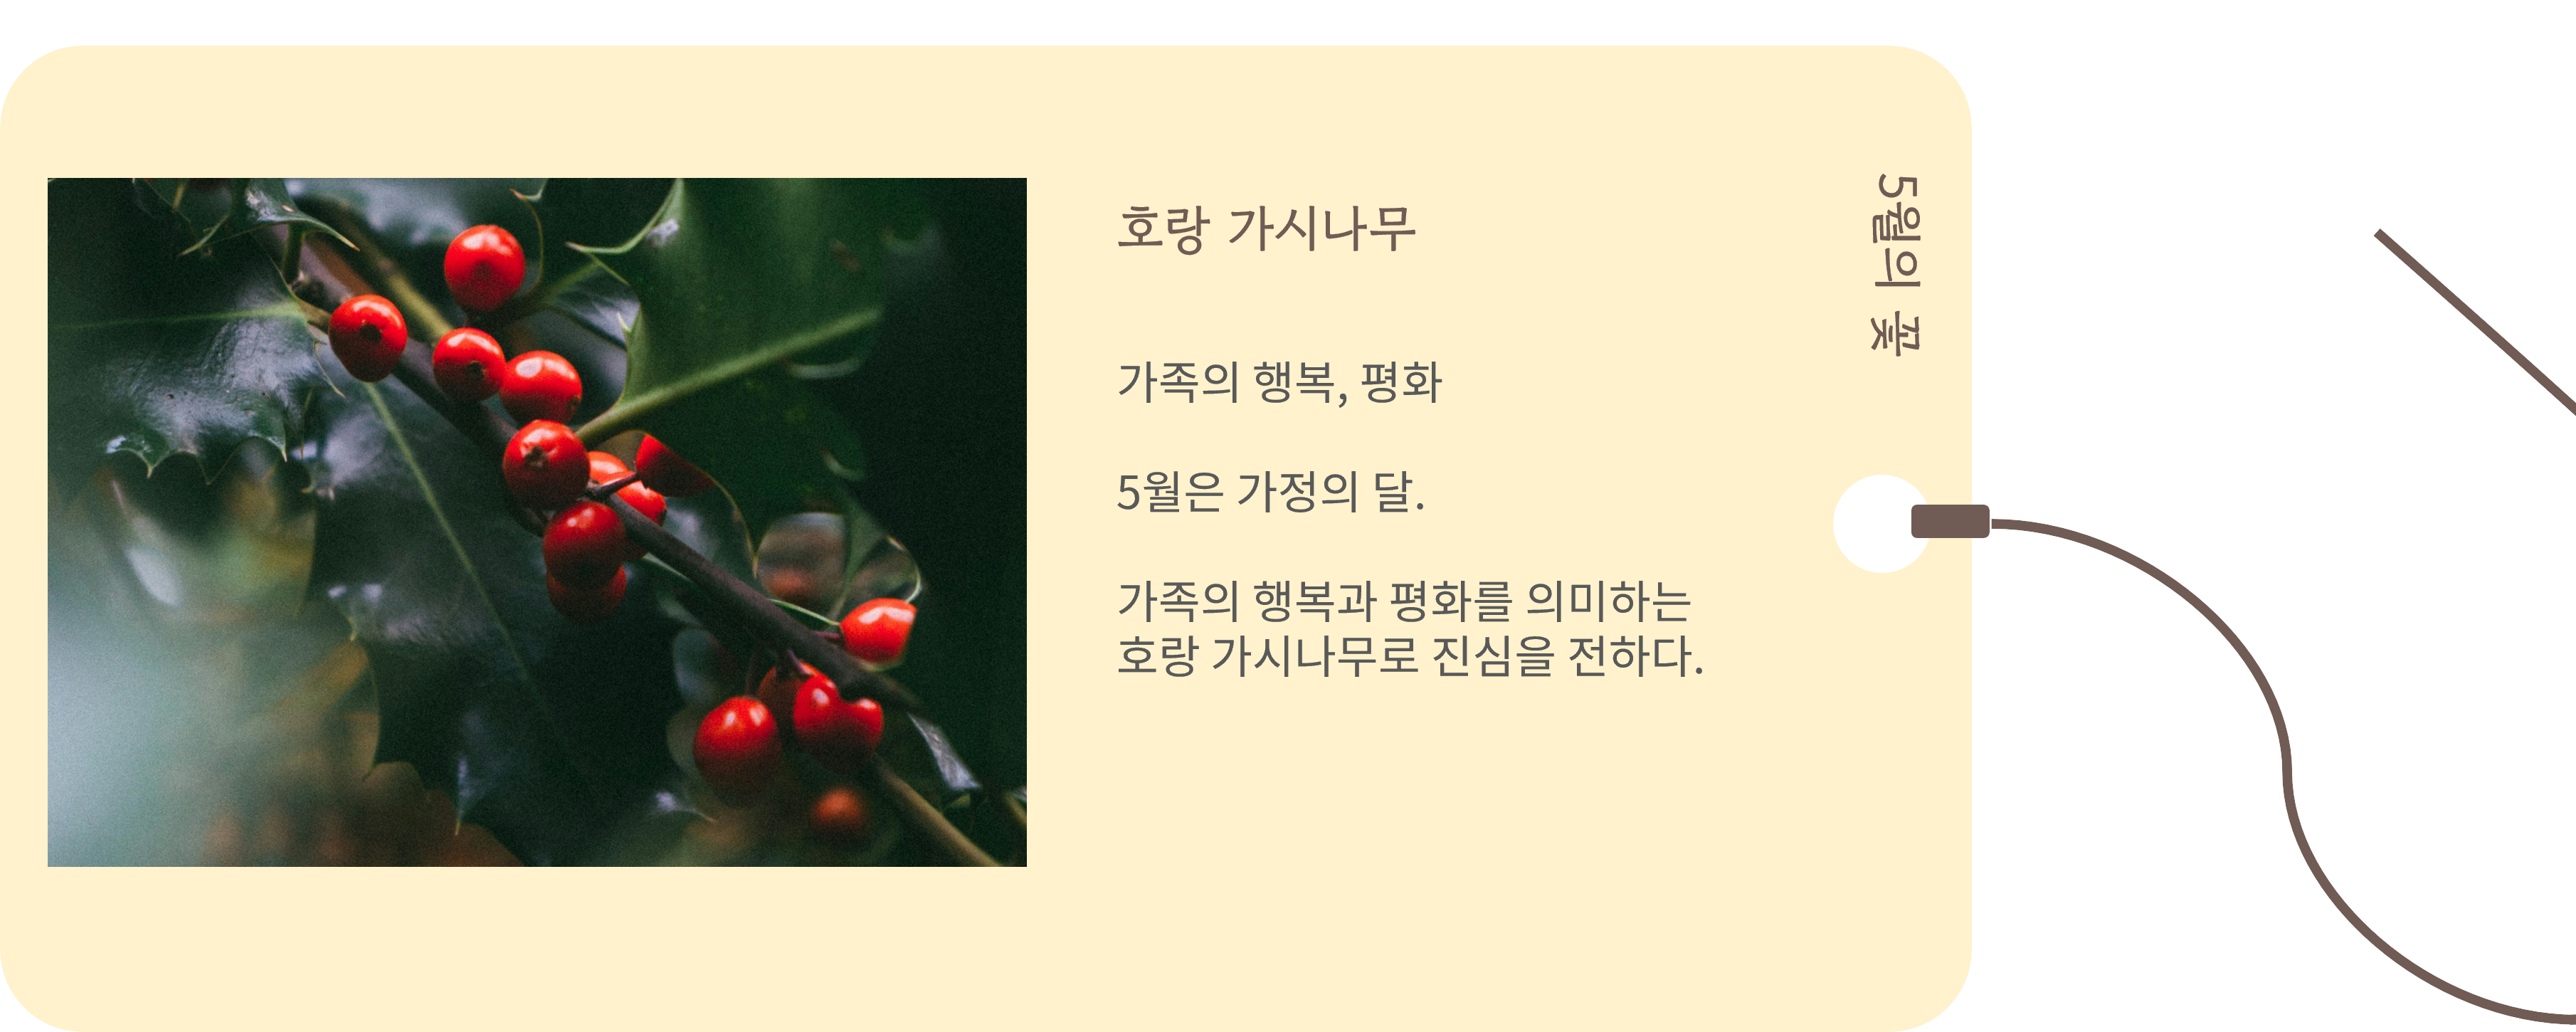 호랑 가시나무
가족의 행복, 평화
5월은 가정의 달.
가족의 행복과 평화를 의미하는
호랑 가시나무로 진심을 전하다.
5월의 꽃